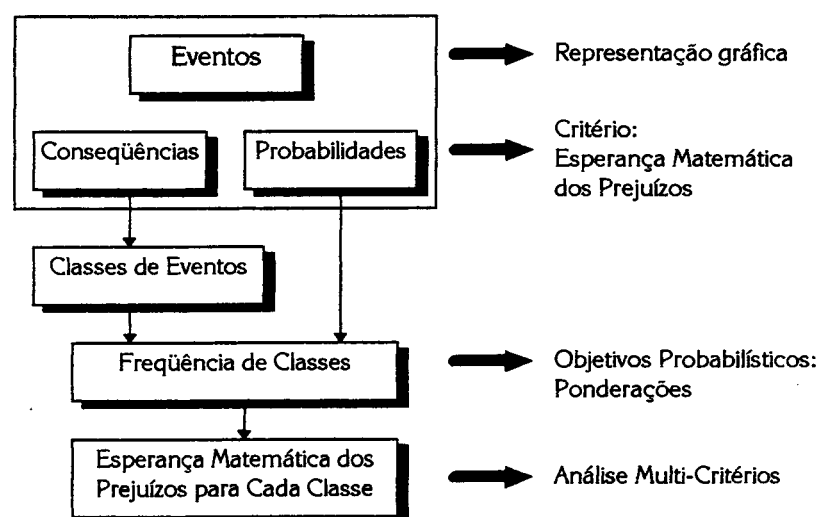 Eventos
Representação gráfica
Conseqüências
Probabilidades
Critério:
Esperança Matemática
dos Prejuízos
Classes de Eventos
Freqüência de Classes
Objetivos Probabilísticos:
Ponderações
Esperança Matemática dos
Prejuízos para Cada Classe
Análise Multi-Critérios